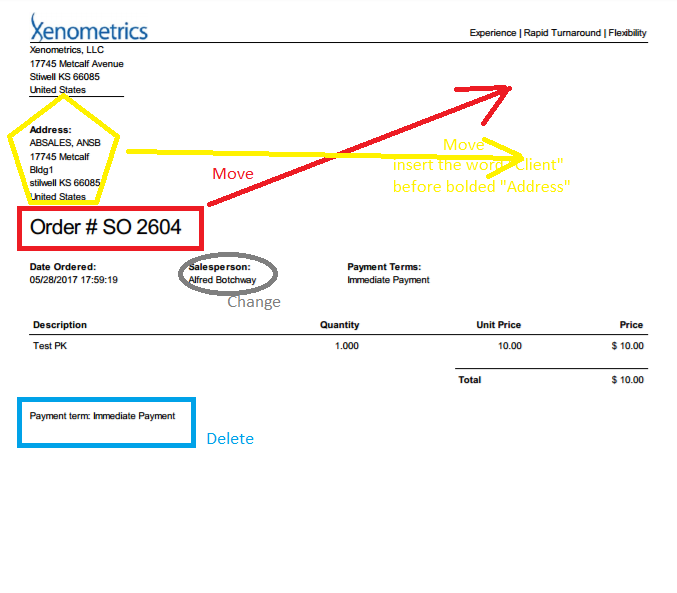 Xenometrics
Experience | Rapid Turnaround | Flexibility
Xenometrics, LLC
17745 Metcalf Avenue
Stiwell KS 66085
United States
Address:
ABSALES, ANSB
17745 Metcalf
Bldg1
stilwell KS 66085
United States
Move
Move
insert the word "Client"
before bolded "Address"
Order # SO 2604
Date Ordered: Salesperson: Payment Terms:
05/28/2017 17:59:19 Alfred Botchway Immediate Payment
Change
Description Quantity Unit Price Price
Test PK 1.000 10.00 $ 10.00
Total $ 10.00
Payment term: Immediate Payment
Delete